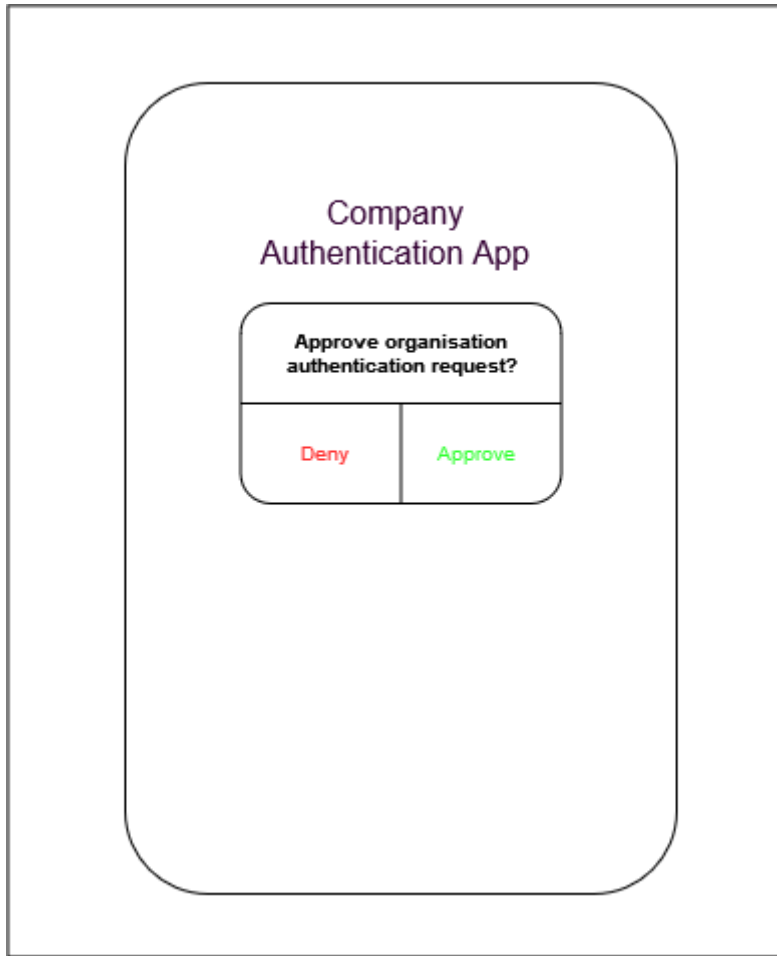 Company
Authentication App
Approve organisation
authentication request?
Deny
Approve